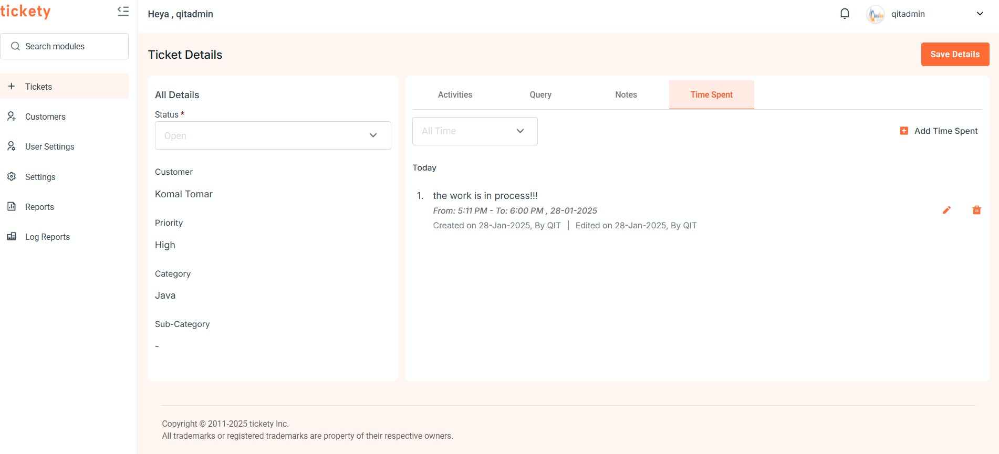 tickety
Heya , qitadmin
qitadmin
Search modules
Tickets
Customers
User Settings
Settings
Reports
Log Reports
Ticket Details
Save Details
All Details
Status *
Open
Customer
Komal Tomar
Priority
High
Category
Java
Sub-Category
-
Activities
Query
Notes
Time Spent
All Time
Add Time Spent
Today
1. the work is in process!!!
From: 5:11 PM - To: 6:00 PM , 28-01-2025
Created on 28-Jan-2025, By QIT | Edited on 28-Jan-2025, By QIT
Copyright © 2011-2025 tickety Inc.
All trademarks or registered trademarks are property of their respective owners.